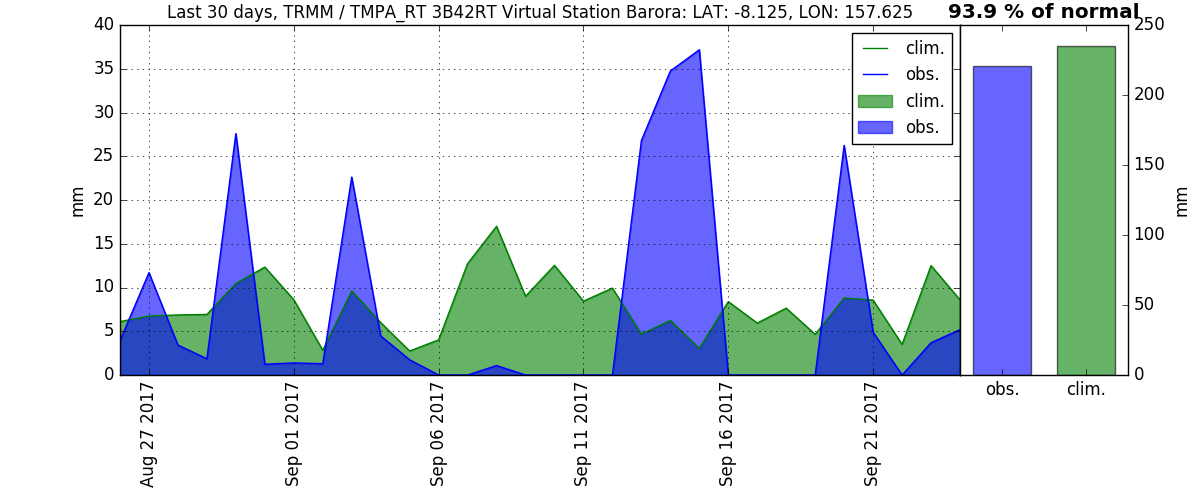 Last 30 days, TRMM / TMPA_RT 3B42RT Virtual Station Barora: LAT: -8.125, LON: 157.625
93.9 % of normal
40
35
30
25
20
15
10
5
0
mm
clim.
obs.
clim.
obs.
Aug 27 2017
Sep 01 2017
Sep 06 2017
Sep 11 2017
Sep 16 2017
Sep 21 2017
250
200
150
100
50
0
mm
obs.
clim.